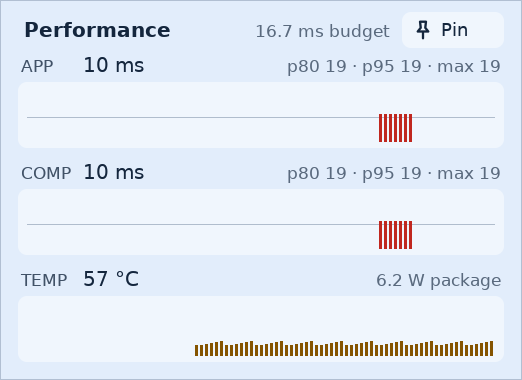 Performance 16.7 ms budget Pin
APP 10 ms p80 19 · p95 19 · max 19
COMP 10 ms p80 19 · p95 19 · max 19
TEMP 57 °C 6.2 W package